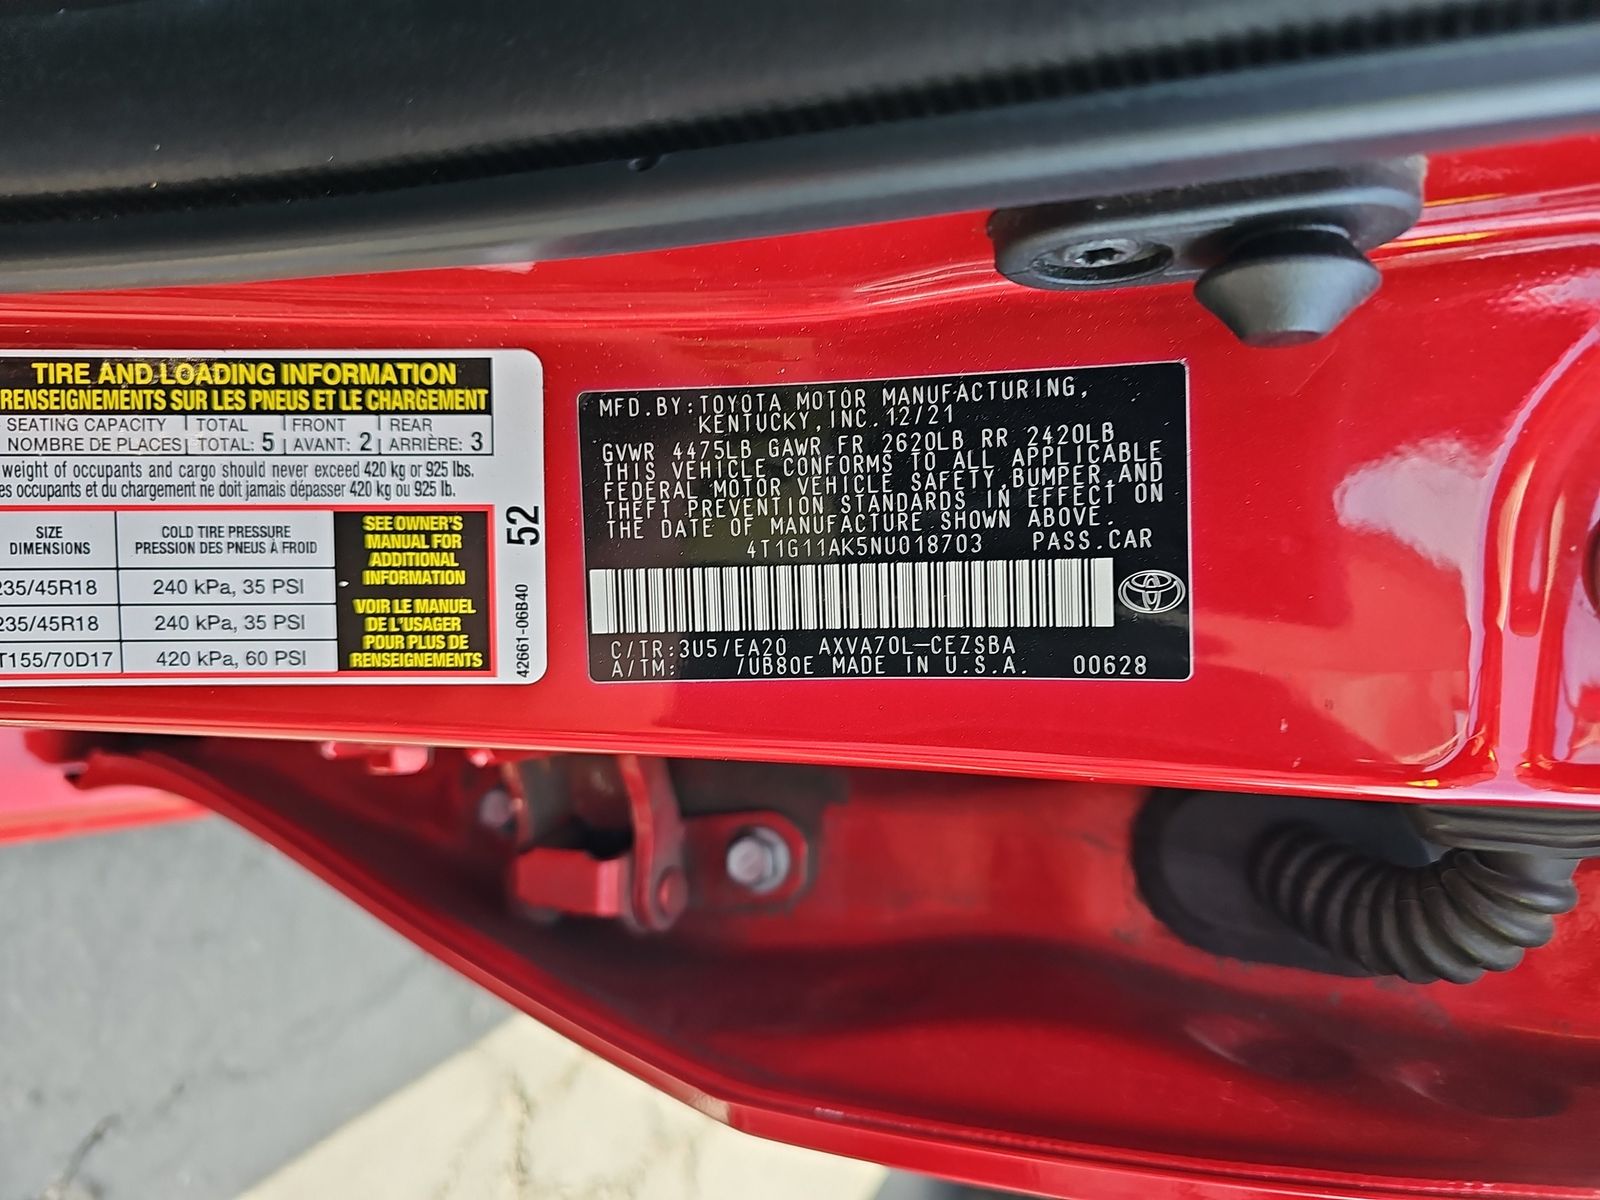 TIRE AND LOADING INFORMATION
RENSEIGNEMENTS SUR LES PNEUS ET LE CHARGEMENT
SEATING CAPACITY | TOTAL | FRONT | REAR
NOMBRE DE PLACES | TOTAL: 5 | AVANT: 2 | ARRIÈRE: 3
weight of occupants and cargo should never exceed 420 kg or 925 lbs.
occupants et du chargement ne doit jamais dépasser 420 kg ou 925 lb.
SIZE
DIMENSIONS
COLD TIRE PRESSURE
PRESSION DES PNEUS À FROID
235/45R18 240 kPa, 35 PSI
235/45R18 240 kPa, 35 PSI
T155/70D17 420 kPa, 60 PSI
SEE OWNER'S
MANUAL FOR
ADDITIONAL
INFORMATION
VOIR LE MANUEL
DE L'USAGER
POUR PLUS DE
RENSEIGNEMENTS
52
42661-06B40
MFD.BY:TOYOTA MOTOR MANUFACTURING,
KENTUCKY,INC.12/21
GVWR 4475LB GAWR FR 2620LB RR 2420LB
THIS VEHICLE CONFORMS TO ALL APPLICABLE
FEDERAL MOTOR VEHICLE SAFETY,BUMPER,AND
THEFT PREVENTION STANDARDS IN EFFECT ON
THE DATE OF MANUFACTURE SHOWN ABOVE.
4T1G11AK5NU018703 PASS.CAR
C/TR:3U5/EA20 AXVA70L-CEZSBA
A/TM: /UB80E MADE IN U.S.A. 00628